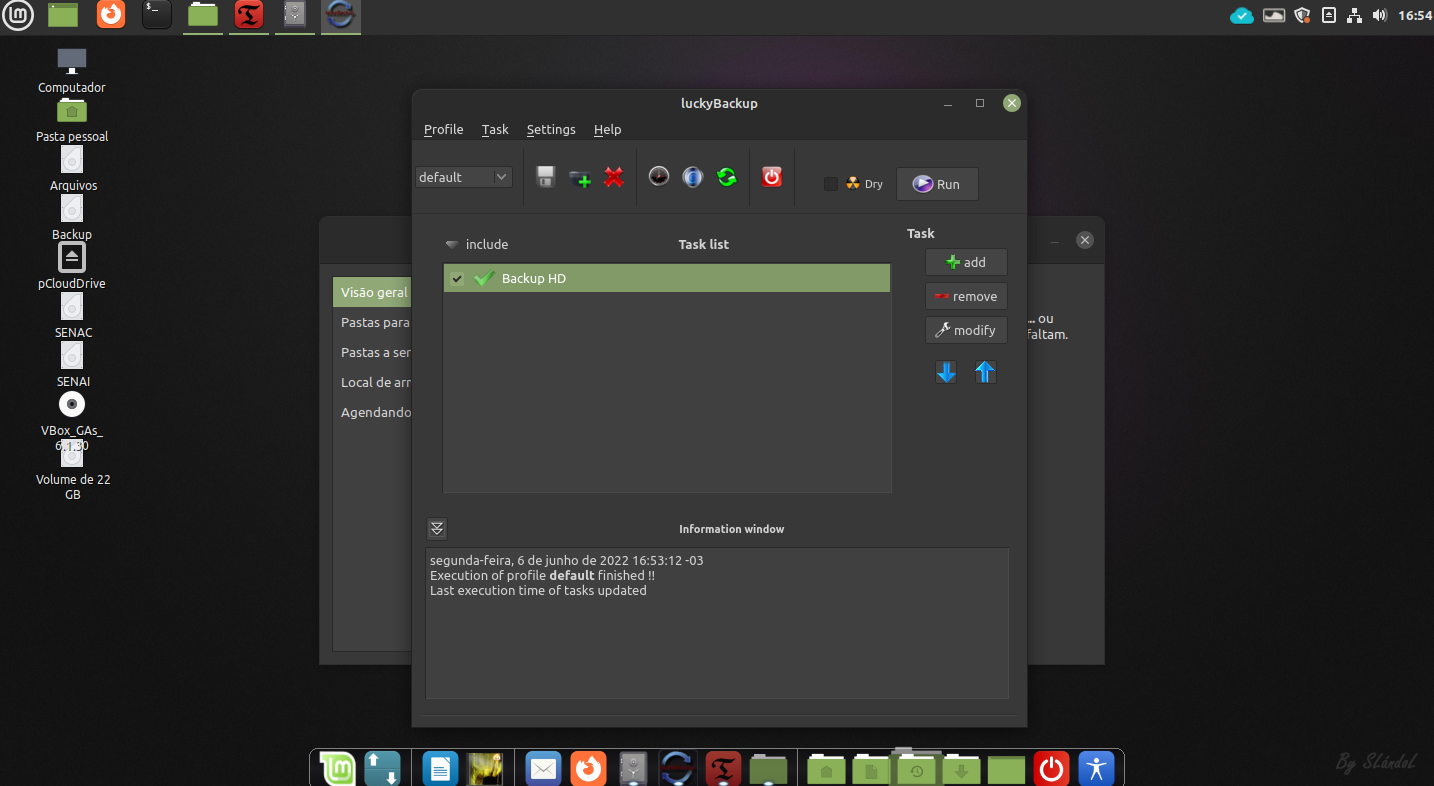 16:54
Computador
Pasta pessoal
Arquivos
Backup
pCloudDrive
SENAC
SENAI
VBox_GAs_
6.1.30
Volume de 22
GB
luckyBackup
Profile Task Settings Help
default
Dry
Run
include
Task list
Task
Backup HD
add
remove
modify
Information window
segunda-feira, 6 de junho de 2022 16:53:12 -03
Execution of profile default finished !!
Last execution time of tasks updated
Visão geral
Pastas para
Pastas a ser
Local de arr
Agendando
... ou
faltam.
By SLándoL